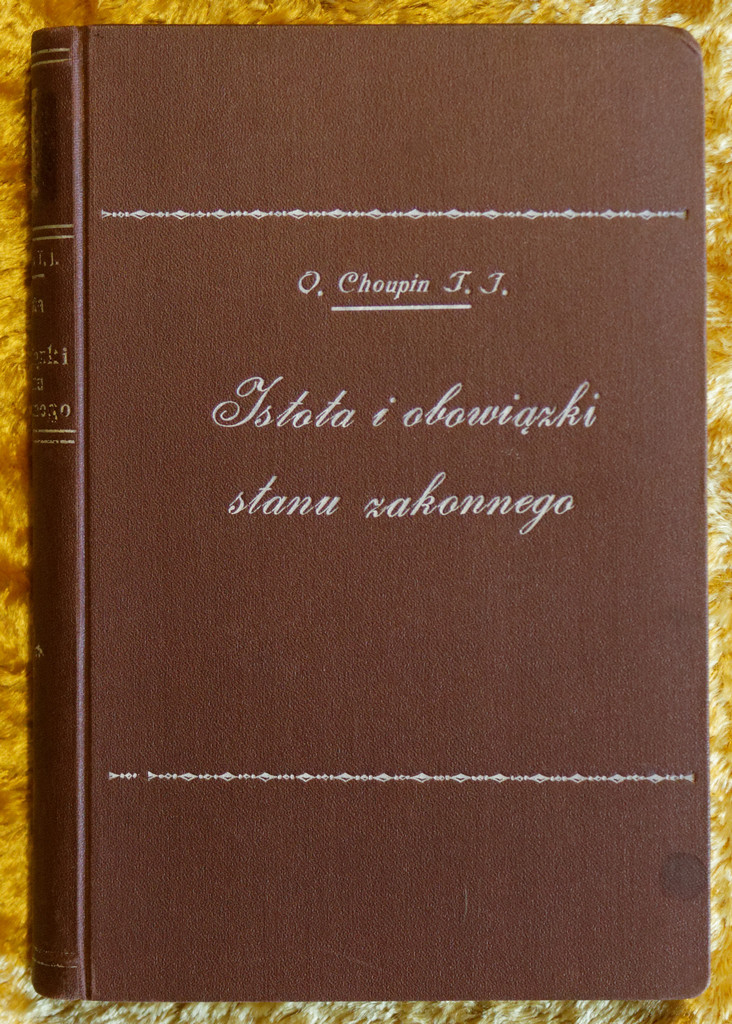 O. Choupin T. J.
Istota i obowiązki
stanu zakonnego